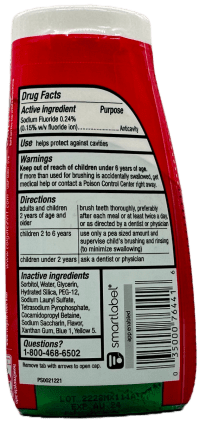 Drug Facts
Active Ingredient Purpose
Sodium Fluoride 0.24%
(0.15% w/v fluoride ion) Anticavity
Use helps protect against cavities
Warnings
Keep out of reach of children under 6 years of age.
If more than used for brushing is accidentally swallowed, get
medical help or contact a Poison Control Center right away.
Directions
adults and children
2 years of age and
older
brush teeth thoroughly, preferably
after each meal or at least twice a day,
or as directed by a dentist or physician
children 2 to 6 years
use only a pea sized amount and
supervise child's brushing and rinsing
(to minimize swallowing)
children under 2 years ask a dentist or physician
Inactive ingredients
Sorbitol, Water, Glycerin,
Hydrated Silica, PEG-12,
Sodium Lauryl Sulfate,
Tetrasodium Pyrophosphate,
Cocamidopropyl Betaine,
Sodium Saccharin, Flavor,
Xanthan Gum, Blue 1, Yellow 5.
Questions?
1-800-468-6502
Remove tab with arrows to open cap.
PS0021221
smartlabel
app enabled
0 35000 76441 6